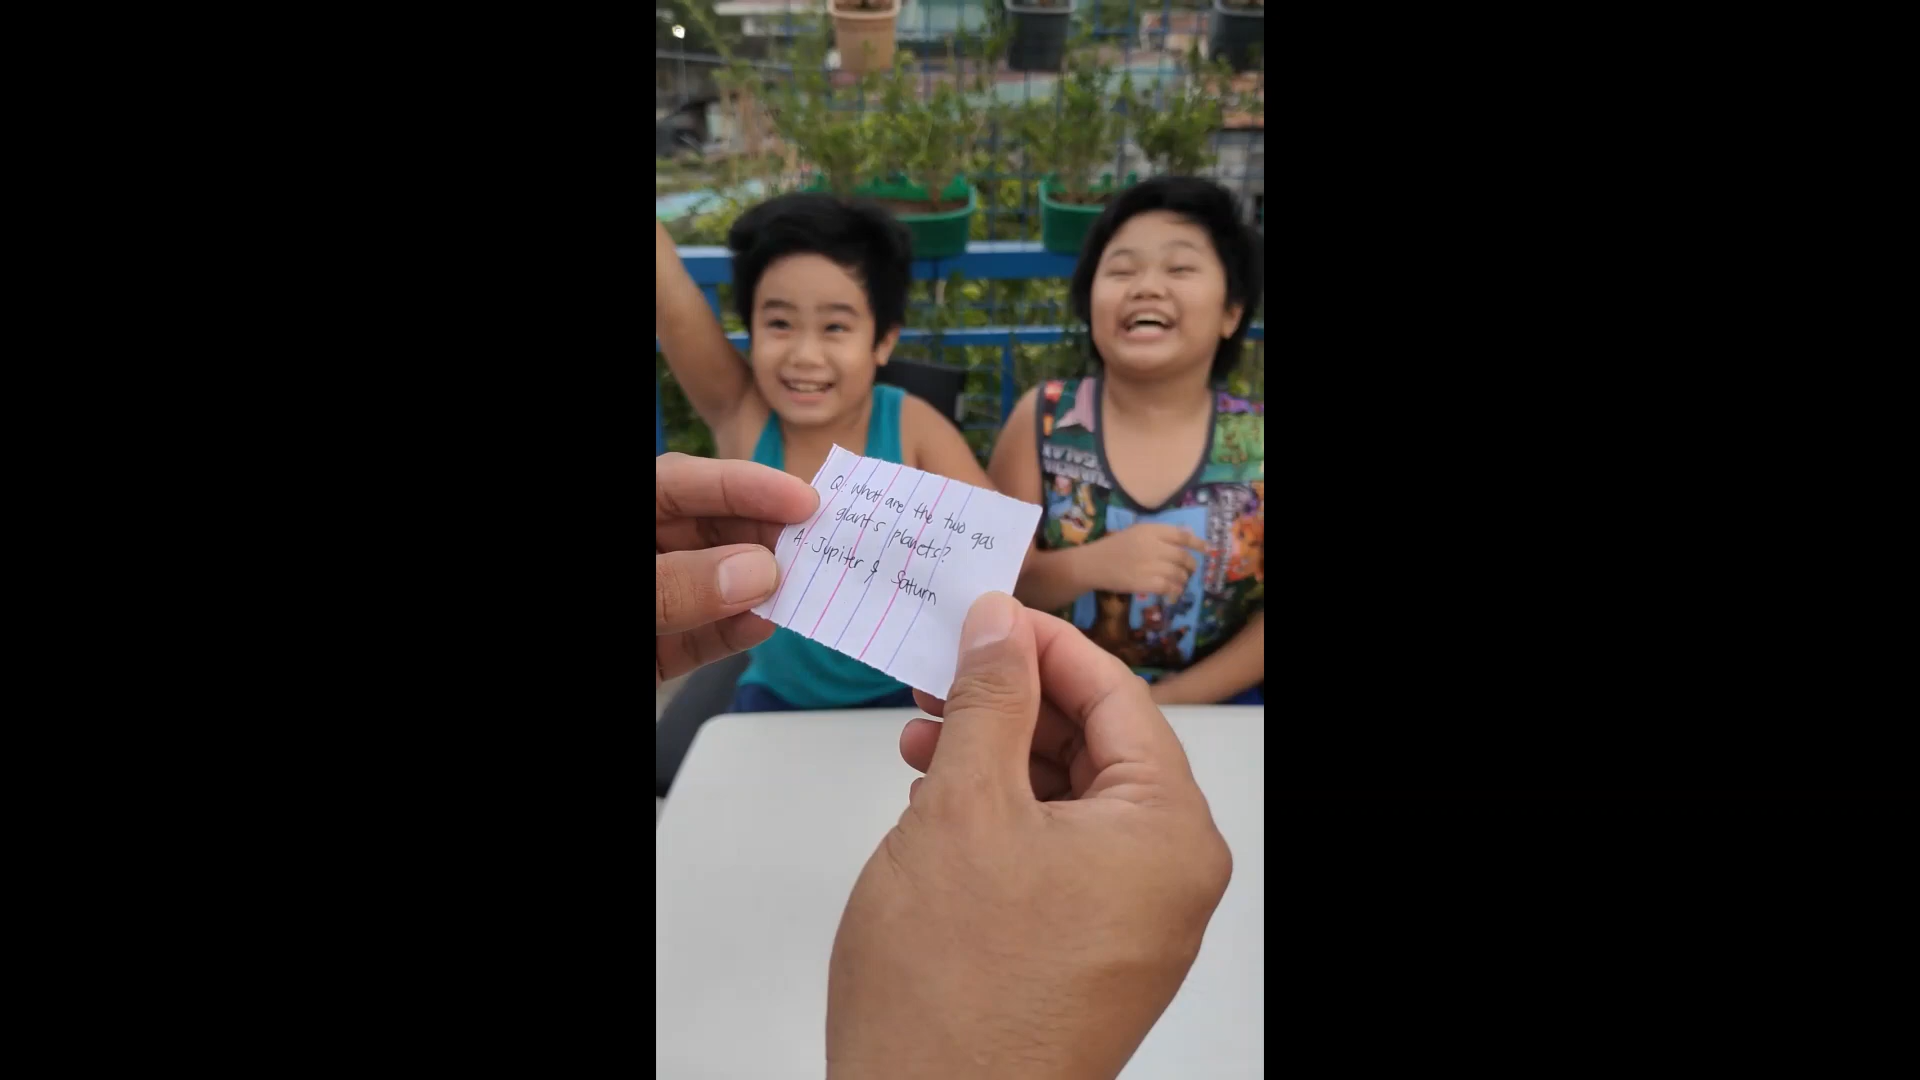 Q: What are the two gas
giants planets?
A: Jupiter & Saturn